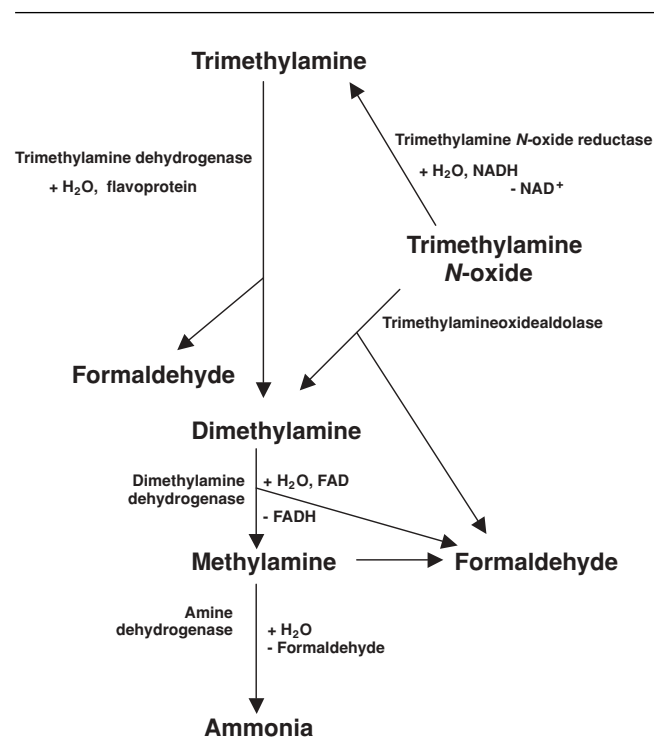 Trimethylamine
Trimethylamine N-oxide reductase
+ H₂O, NADH
- NAD⁺
Trimethylamine dehydrogenase
+ H₂O, flavoprotein
Trimethylamine
N-oxide
Trimethylamineoxidealdolase
Formaldehyde
Dimethylamine
Dimethylamine
dehydrogenase
+ H₂O, FAD
- FADH
Methylamine
Formaldehyde
Amine
dehydrogenase
+ H₂O
- Formaldehyde
Ammonia